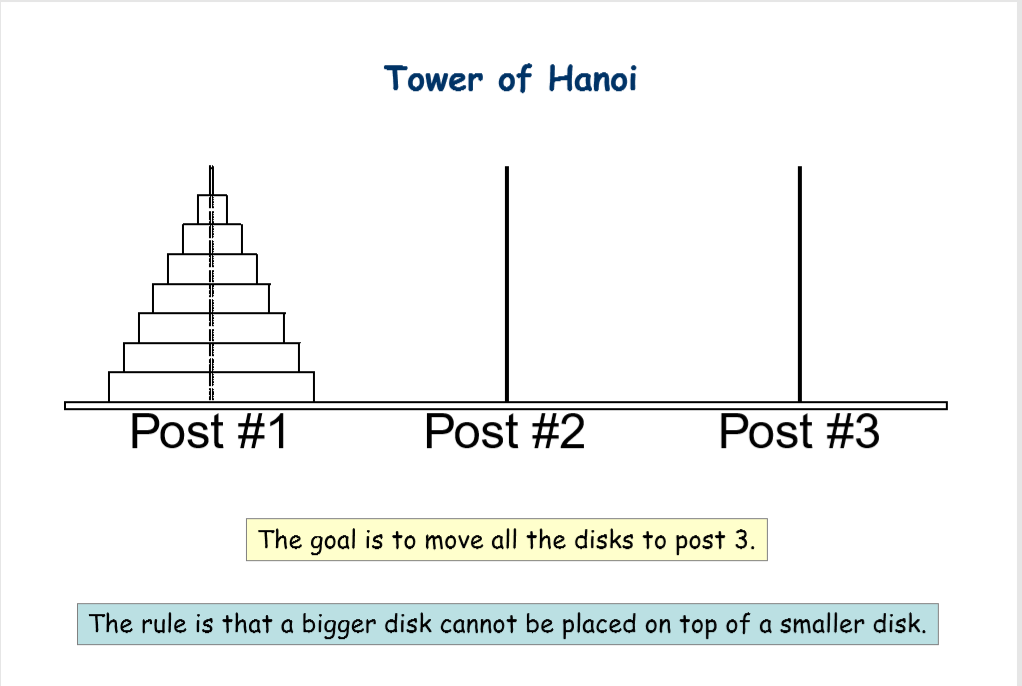 Tower of Hanoi
Post #1 Post #2 Post #3
The goal is to move all the disks to post 3.
The rule is that a bigger disk cannot be placed on top of a smaller disk.